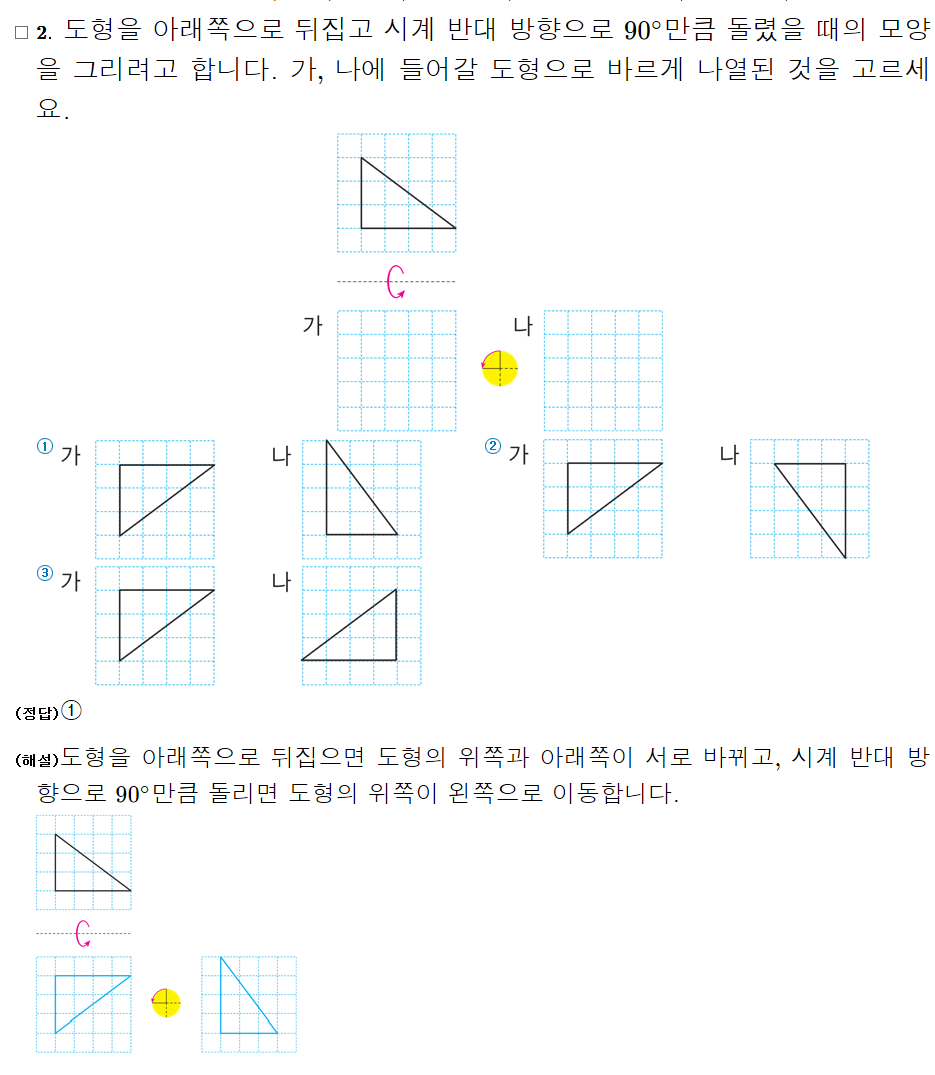 □ 2. 도형을 아래쪽으로 뒤집고 시계 반대 방향으로 90°만큼 돌렸을 때의 모양
을 그리려고 합니다. 가, 나에 들어갈 도형으로 바르게 나열된 것을 고르세
요.
가 나
① 가 나 ② 가 나
③ 가 나
(정답)①
(해설)도형을 아래쪽으로 뒤집으면 도형의 위쪽과 아래쪽이 서로 바뀌고, 시계 반대 방
향으로 90°만큼 돌리면 도형의 위쪽이 왼쪽으로 이동합니다.